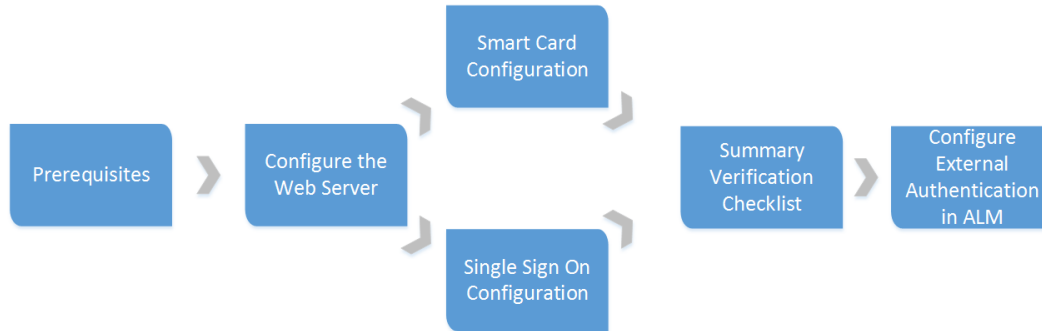 Prerequisites
Configure the
Web Server
Smart Card
Configuration
Single Sign On
Configuration
Summary
Verification
Checklist
Configure
External
Authentication
in ALM